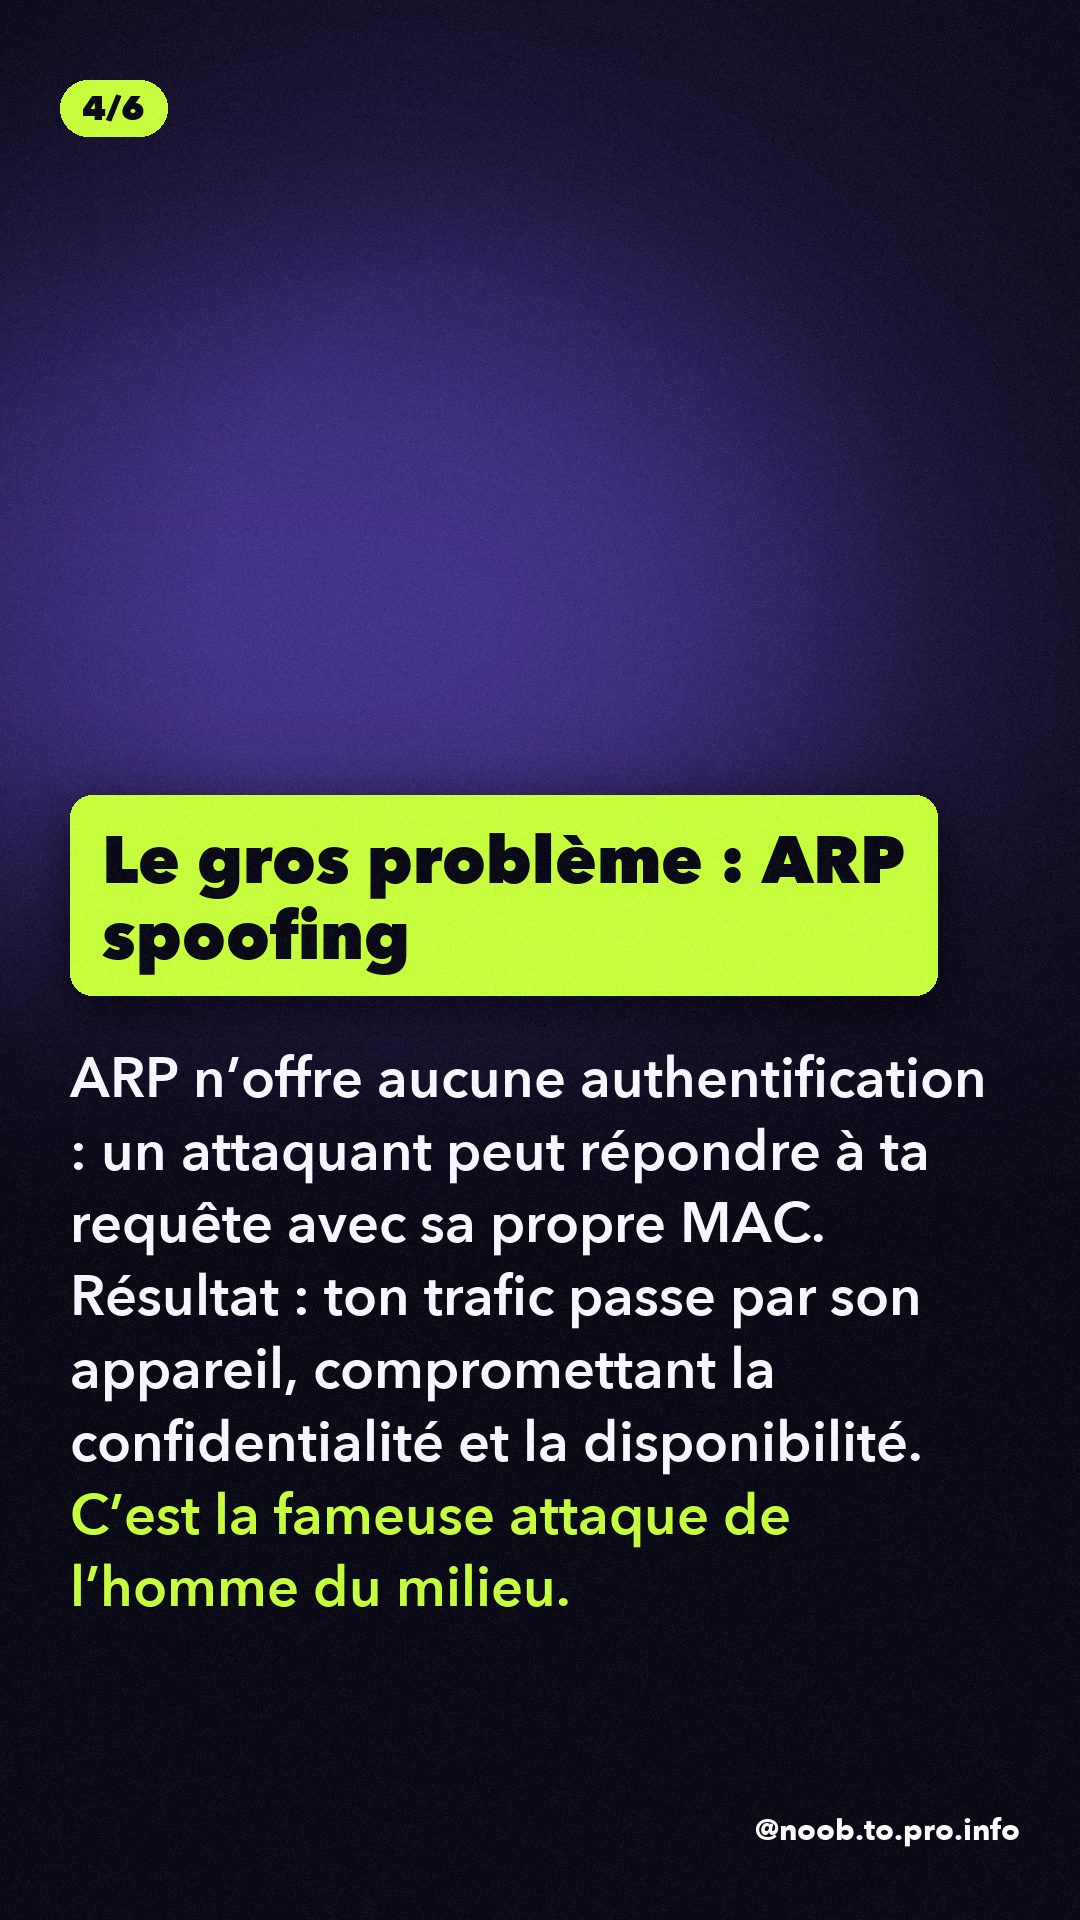 4/6
Le gros problème : ARP
spoofing
ARP n’offre aucune authentification
: un attaquant peut répondre à ta
requête avec sa propre MAC.
Résultat : ton trafic passe par son
appareil, compromettant la
confidentialité et la disponibilité.
C’est la fameuse attaque de
l’homme du milieu.
@noob.to.pro.info